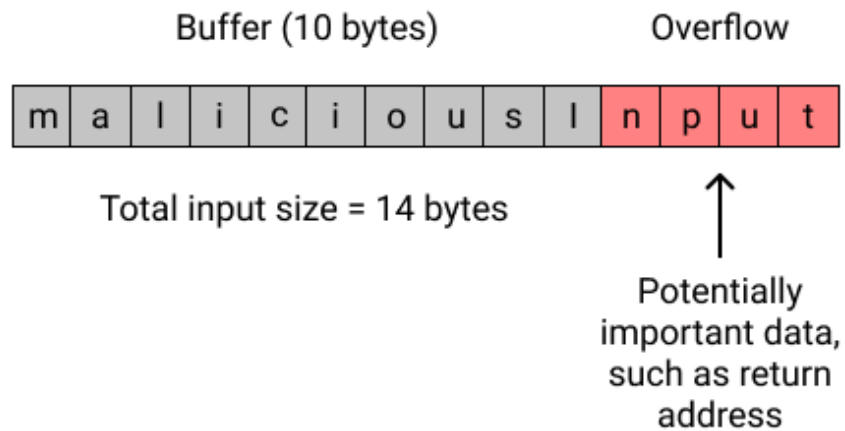 Buffer (10 bytes) Overflow
m a l i c i o u s I n p u t
Total input size = 14 bytes
Potentially
important data,
such as return
address